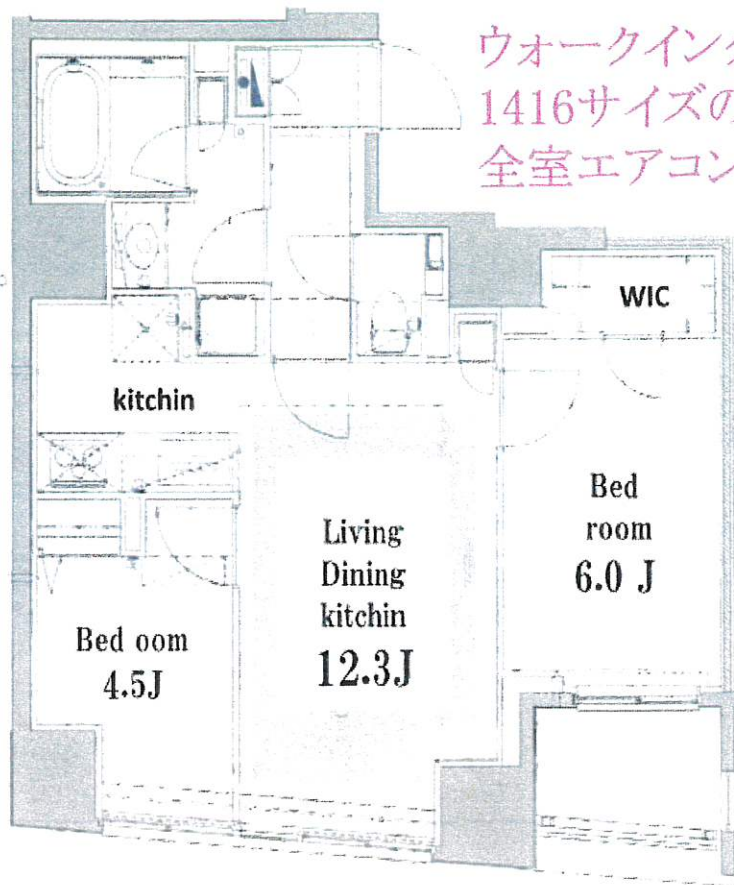 ウォークイン
1416サイズの
全室エアコン
WIC
kitchin
Bed
room
6.0 J
Living
Dining
kitchin
12.3J
Bed oom
4.5J